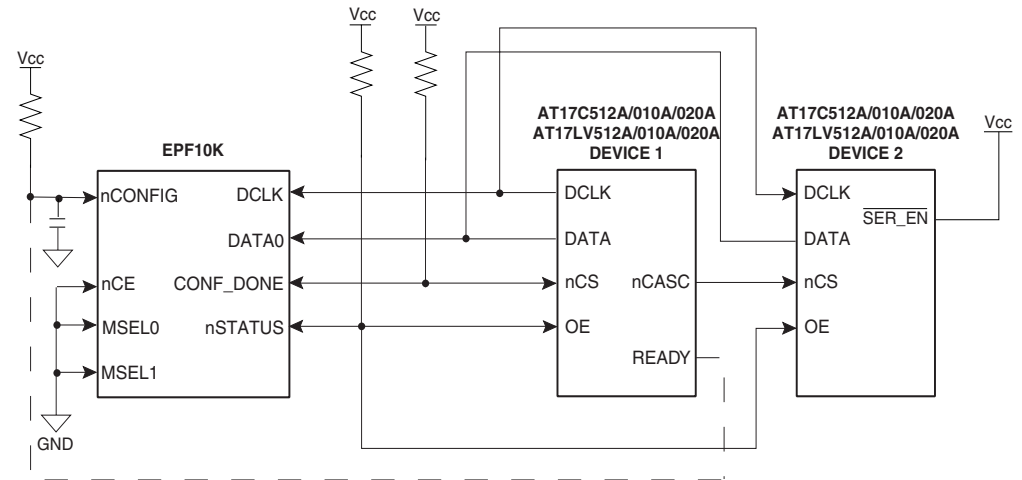 Vcc
Vcc
Vcc
AT17C512A/010A/020A
AT17LV512A/010A/020A
DEVICE 1
AT17C512A/010A/020A
AT17LV512A/010A/020A
DEVICE 2
Vcc
EPF10K
nCONFIG
DCLK
DATA0
nCE
CONF_DONE
MSEL0
nSTATUS
MSEL1
GND
DCLK
DATA
nCS
nCASC
OE
READY
DCLK
SER_EN
DATA
nCS
OE